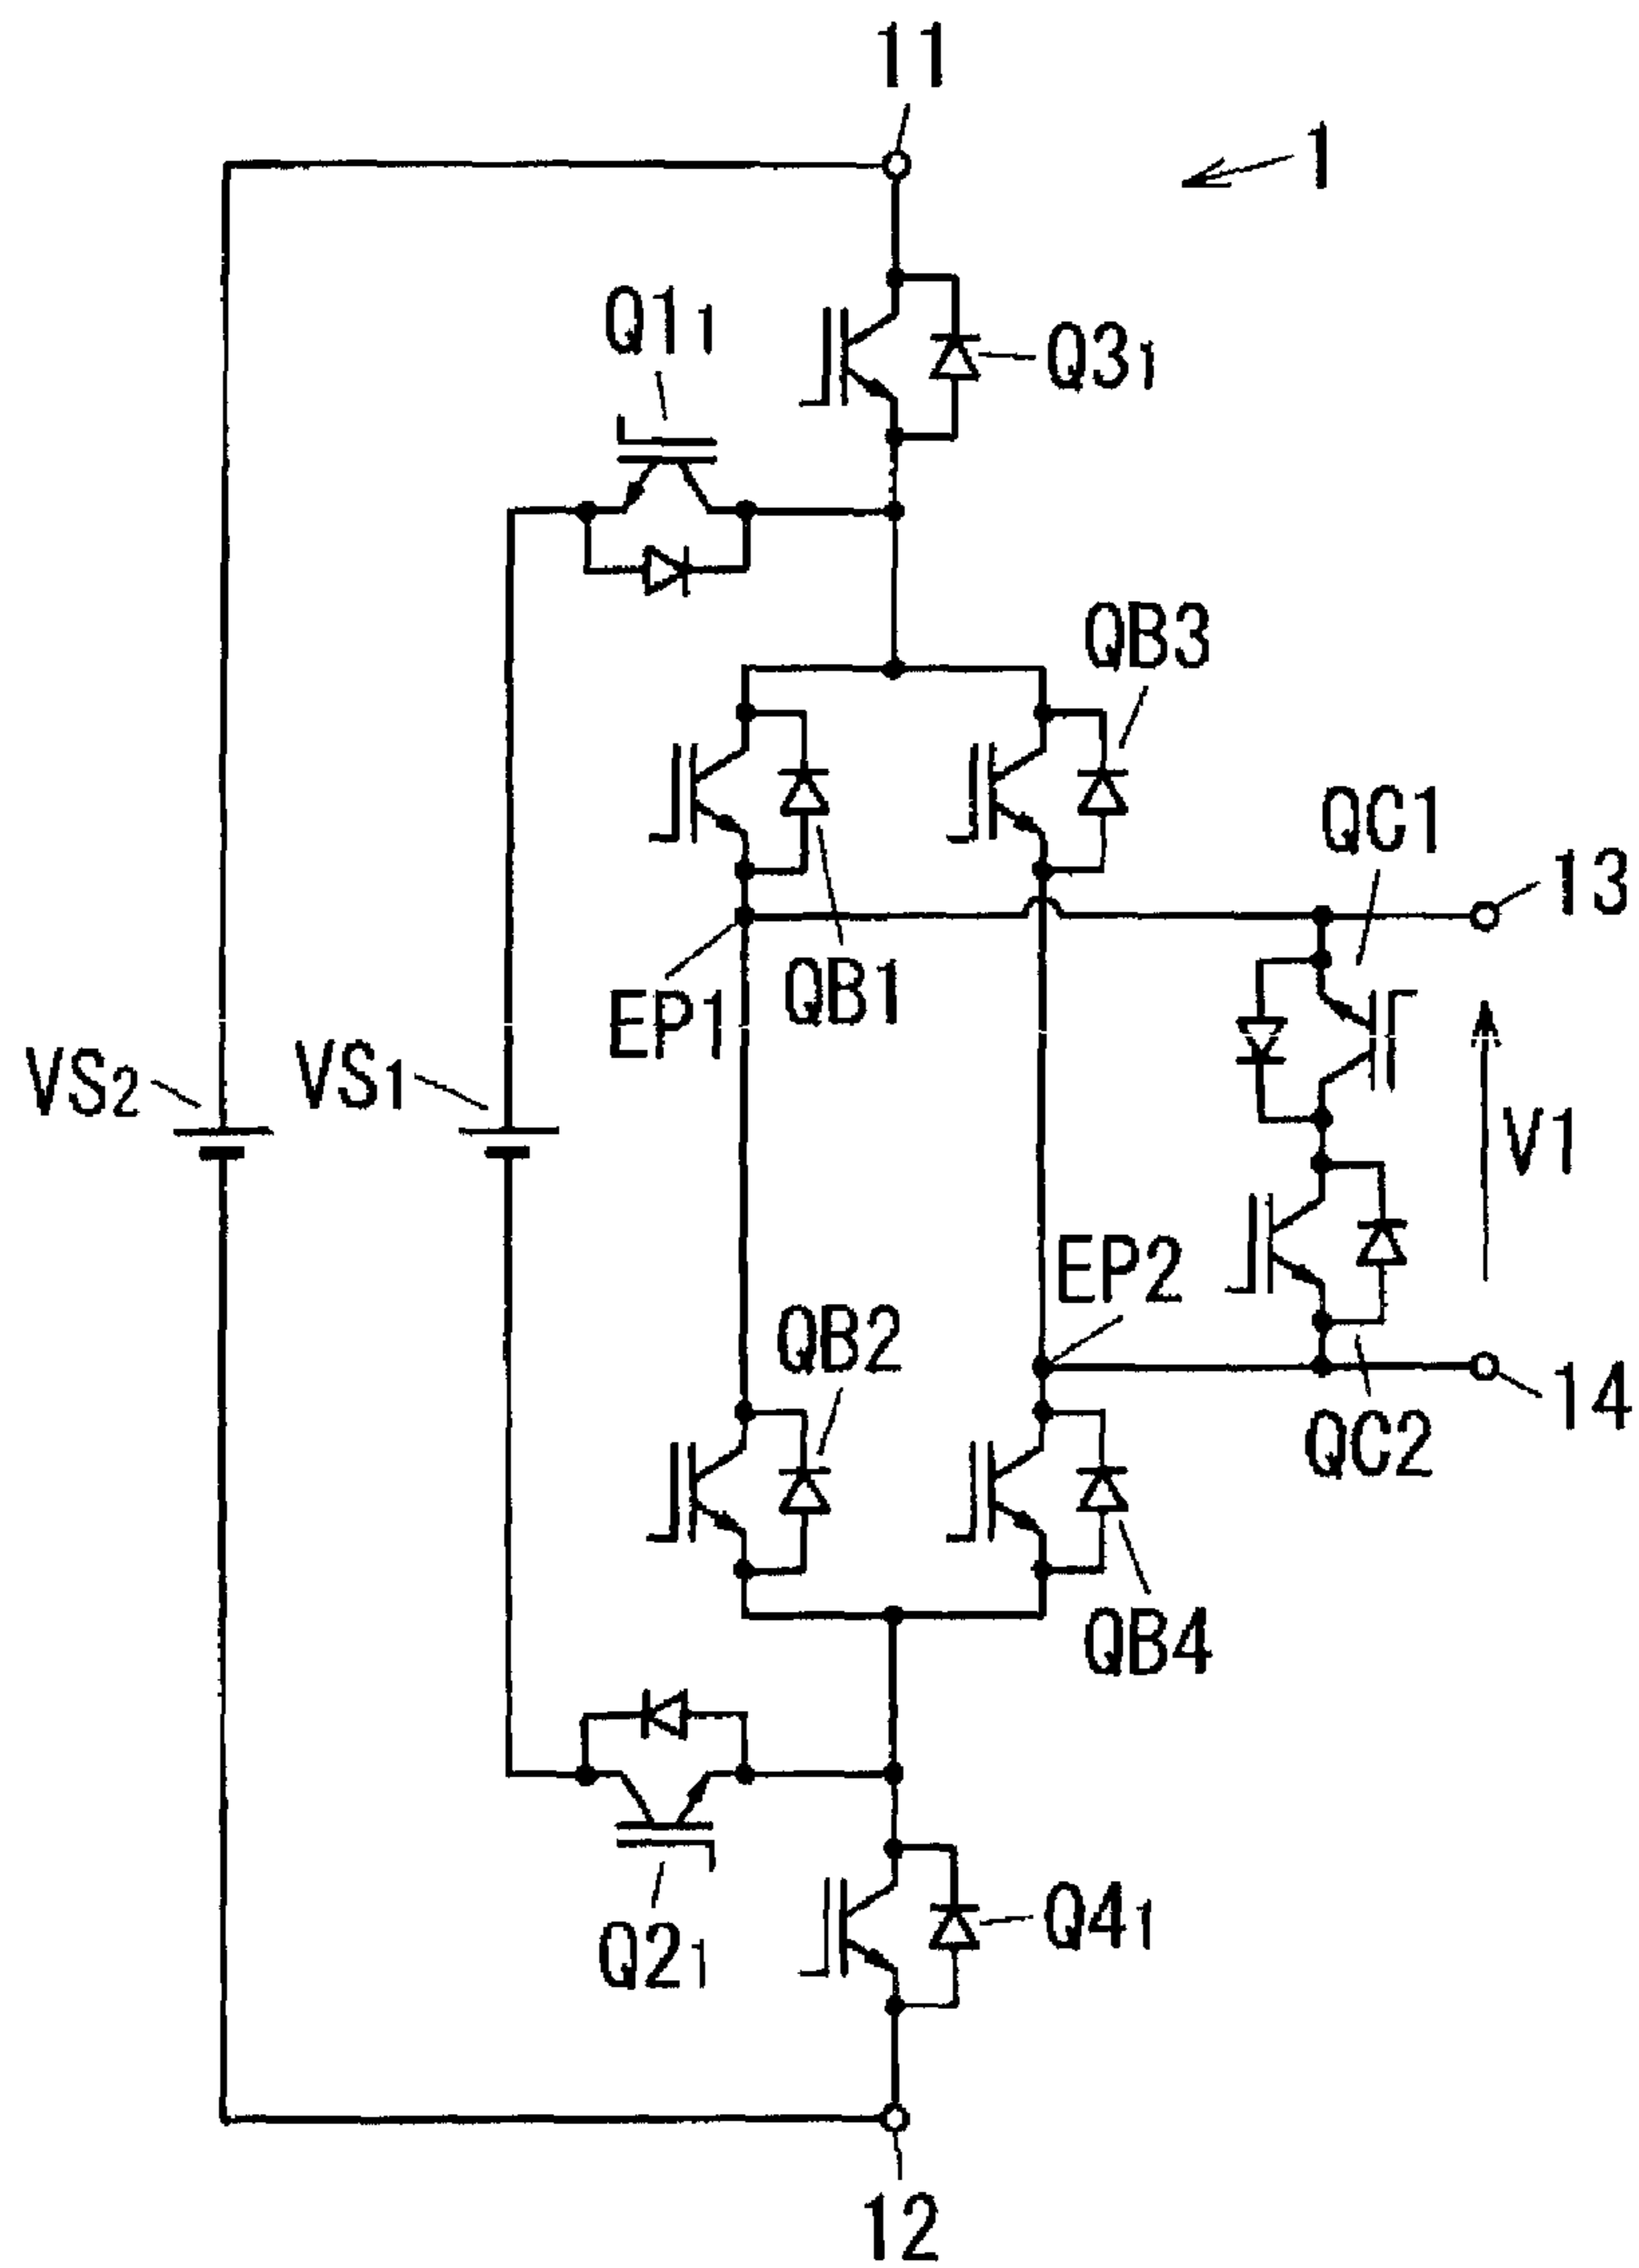 11
1
Q1₁
Q3₁
QB3
QC1
13
QB1
EP1
VS₂
VS₁
V1
EP2
QB2
14
QC2
QB4
Q2₁
Q4₁
12